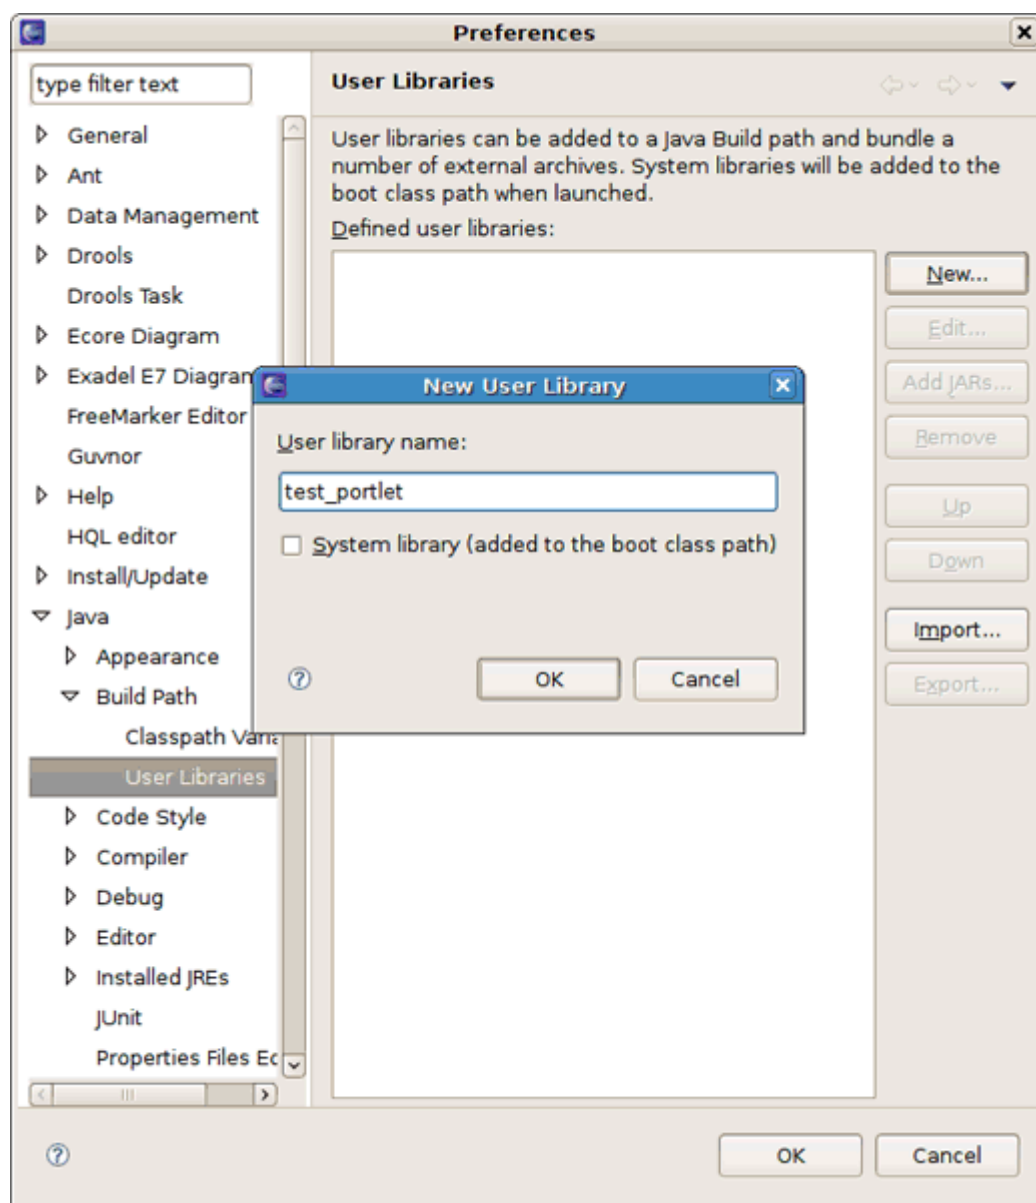 Preferences
type filter text
General
Ant
Data Management
Drools
Drools Task
Ecore Diagram
Exadel E7 Diagran
FreeMarker Editor
Guvnor
Help
HQL editor
Install/Update
Java
Appearance
Build Path
Classpath Varia
User Libraries
Code Style
Compiler
Debug
Editor
Installed JREs
JUnit
Properties Files Ec
User Libraries
User libraries can be added to a Java Build path and bundle a
number of external archives. System libraries will be added to the
boot class path when launched.
Defined user libraries:
New...
Edit...
Add JARs...
Remove
Up
Down
Import...
Export...
New User Library
User library name:
test_portlet
System library (added to the boot class path)
OK
Cancel
OK
Cancel